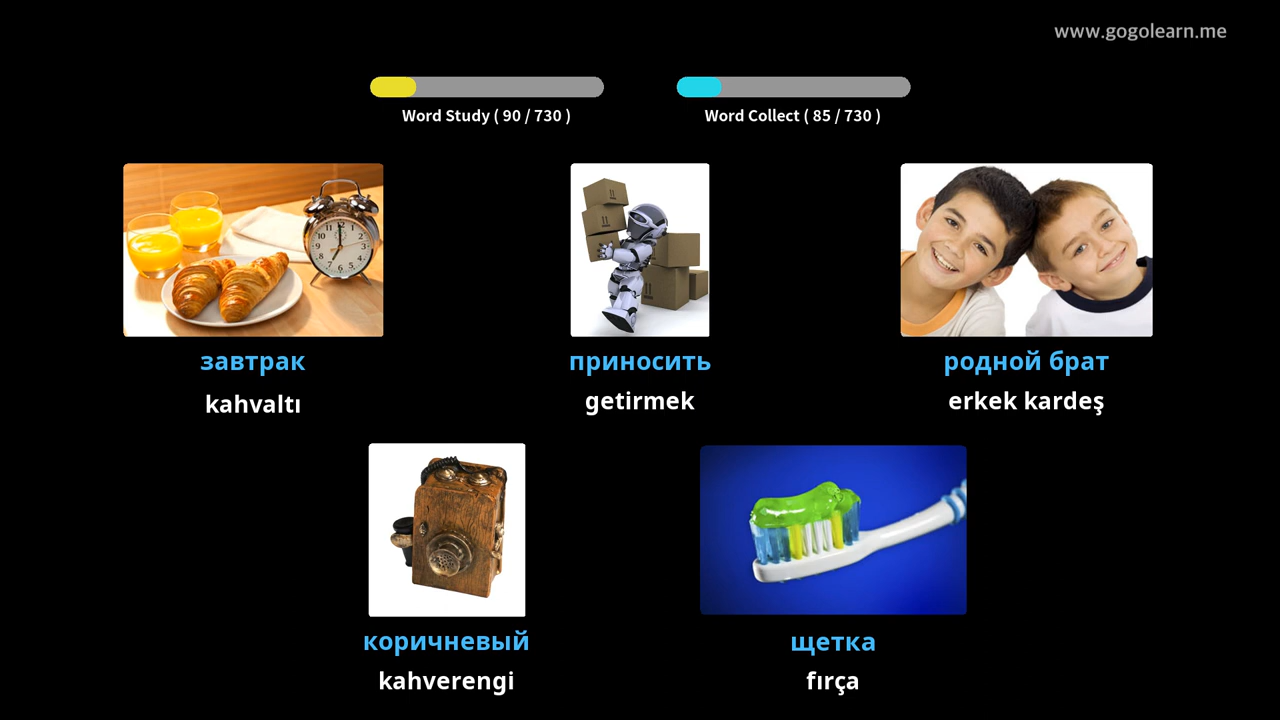 www.gogolearn.me
Word Study ( 90 / 730 )
Word Collect ( 85 / 730 )
завтрак
kahvaltı
приносить
getirmek
родной брат
erkek kardeş
коричневый
kahverengi
щетка
fırça